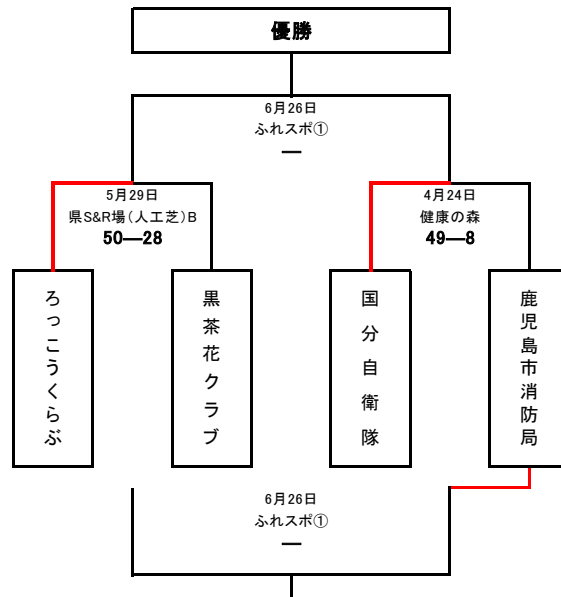 優勝
6月26日
ふれスポ①
―
5月29日
県S&R場(人工芝)B
50―28
4月24日
健康の森
49―8
ろっこうくらぶ
黒茶花クラブ
国分自衛隊
鹿児島市消防局
6月26日
ふれスポ①
―